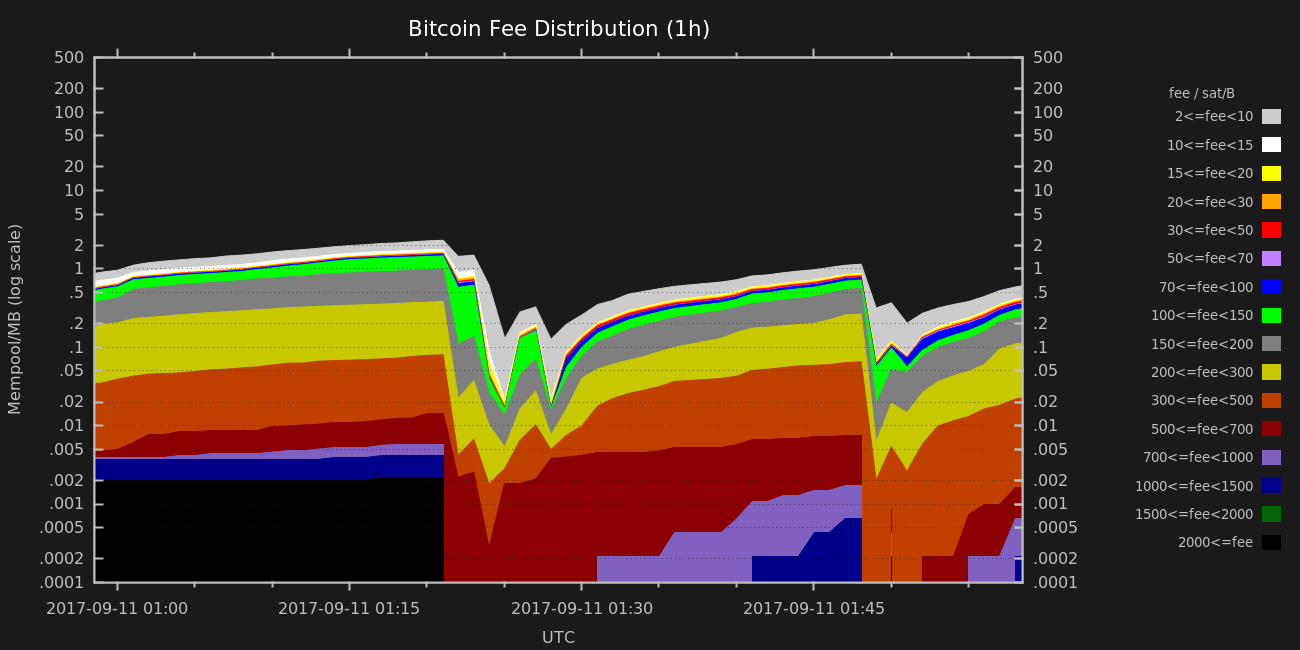 Bitcoin Fee Distribution (1h)
Mempool/MB (log scale)
500
200
100
50
20
10
5
2
1
.5
.2
.1
.05
.02
.01
.005
.002
.001
.0005
.0002
.0001
500
200
100
50
20
10
5
2
1
.5
.2
.1
.05
.02
.01
.005
.002
.001
.0005
.0002
.0001
2017-09-11 01:00
2017-09-11 01:15
2017-09-11 01:30
2017-09-11 01:45
UTC
fee / sat/B
2<=fee<10
10<=fee<15
15<=fee<20
20<=fee<30
30<=fee<50
50<=fee<70
70<=fee<100
100<=fee<150
150<=fee<200
200<=fee<300
300<=fee<500
500<=fee<700
700<=fee<1000
1000<=fee<1500
1500<=fee<2000
2000<=fee